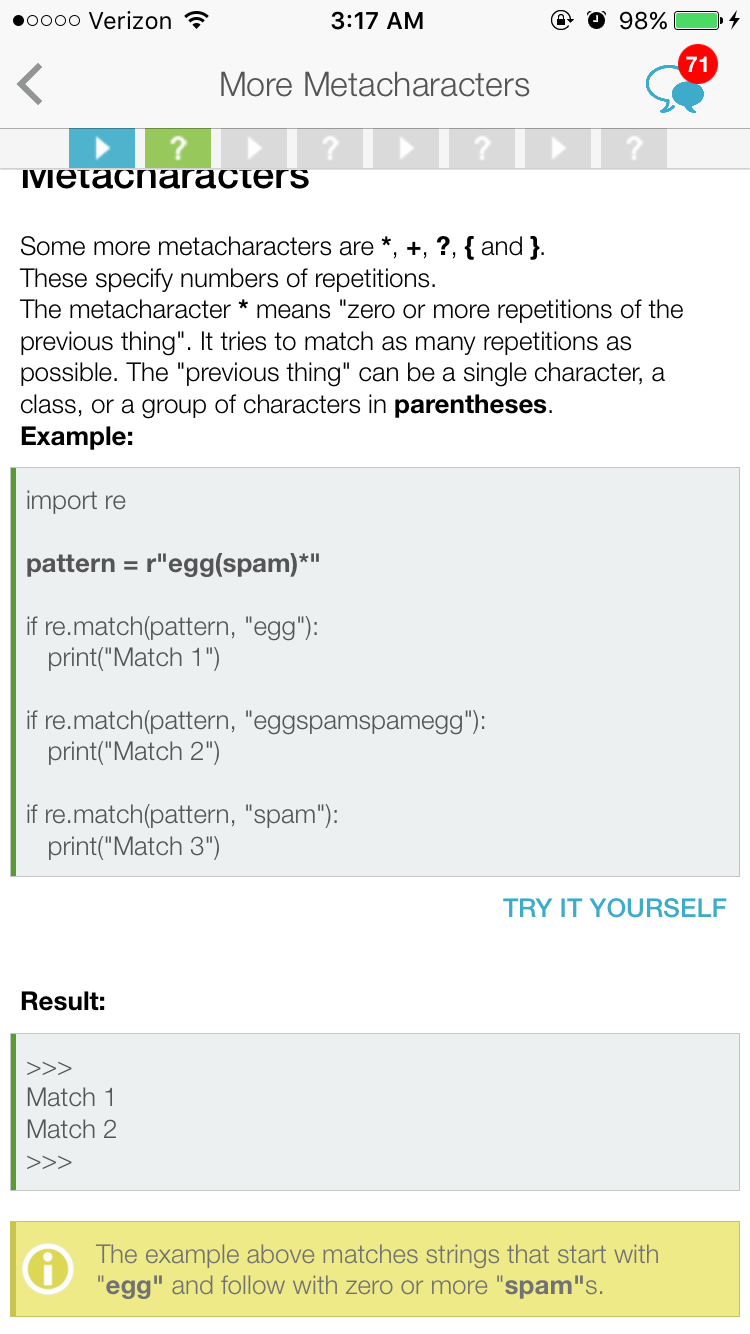 Verizon 3:17 AM 98%
More Metacharacters 71
? ? ? ?
Metacharacters
Some more metacharacters are *, +, ?, { and }.
These specify numbers of repetitions.
The metacharacter * means "zero or more repetitions of the
previous thing". It tries to match as many repetitions as
possible. The "previous thing" can be a single character, a
class, or a group of characters in parentheses.
Example:
import re
pattern = r"egg(spam)*"
if re.match(pattern, "egg"):
print("Match 1")
if re.match(pattern, "eggspamspamegg"):
print("Match 2")
if re.match(pattern, "spam"):
print("Match 3")
TRY IT YOURSELF
Result:
>>>
Match 1
Match 2
>>>
The example above matches strings that start with
"egg" and follow with zero or more "spam"s.